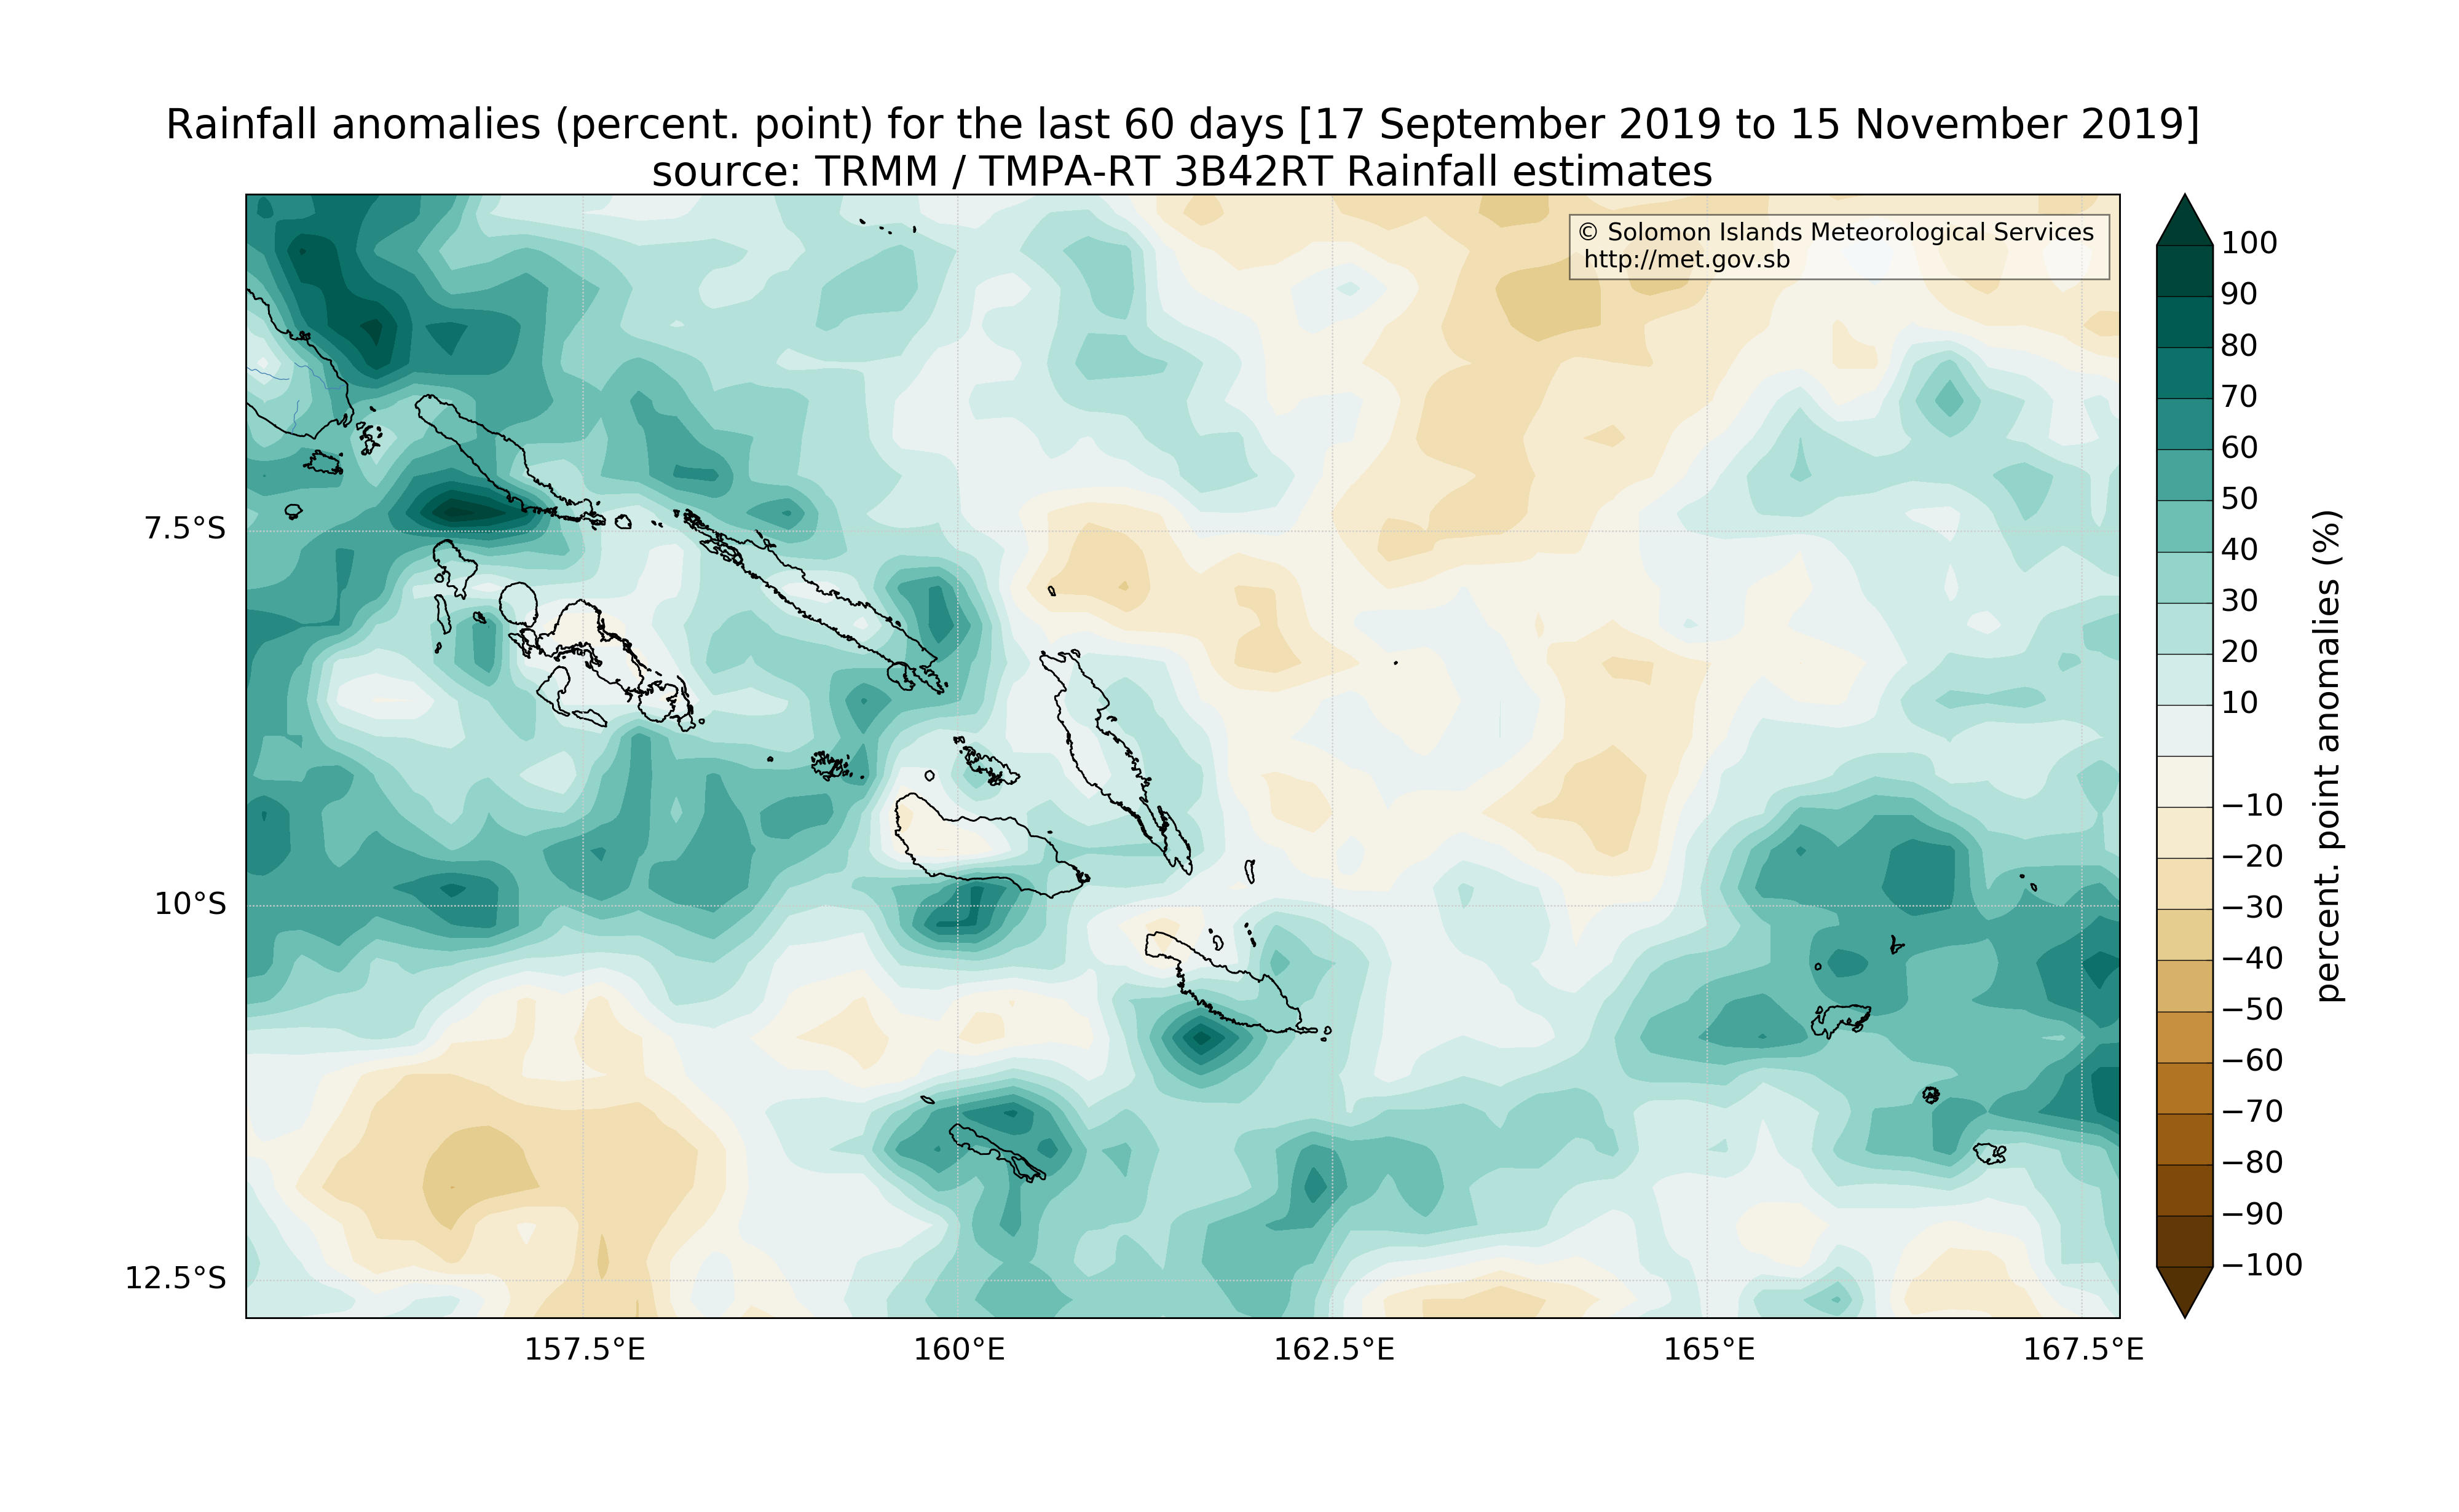 Rainfall anomalies (percent. point) for the last 60 days [17 September 2019 to 15 November 2019]
source: TRMM / TMPA-RT 3B42RT Rainfall estimates
© Solomon Islands Meteorological Services
http://met.gov.sb
7.5°S
10°S
12.5°S
157.5°E
160°E
162.5°E
165°E
167.5°E
100
90
80
70
60
50
40
30
20
10
−10
−20
−30
−40
−50
−60
−70
−80
−90
−100
percent. point anomalies (%)